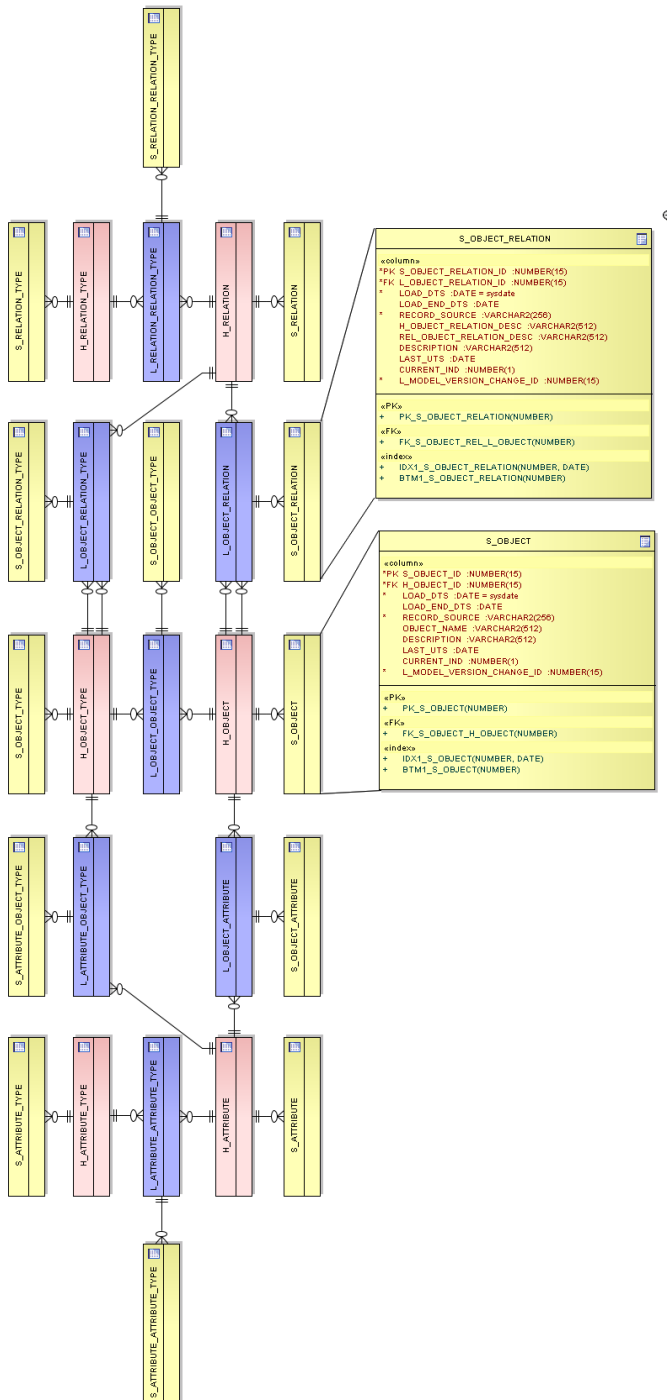 S_RELATION_RELATION_TYPE
S_RELATION_TYPE
H_RELATION_TYPE
L_RELATION_RELATION_TYPE
H_RELATION
S_RELATION
S_OBJECT_RELATION
«column»
*PK S_OBJECT_RELATION_ID :NUMBER(15)
*FK L_OBJECT_RELATION_ID :NUMBER(15)
* LOAD_DTS :DATE = sysdate
LOAD_END_DTS :DATE
* RECORD_SOURCE :VARCHAR2(256)
H_OBJECT_RELATION_DESC :VARCHAR2(512)
REL_OBJECT_RELATION_DESC :VARCHAR2(512)
DESCRIPTION :VARCHAR2(512)
LAST_UTS :DATE
CURRENT_IND :NUMBER(1)
* L_MODEL_VERSION_CHANGE_ID :NUMBER(15)
«PK»
+ PK_S_OBJECT_RELATION(NUMBER)
«FK»
+ FK_S_OBJECT_REL_L_OBJECT(NUMBER)
«index»
+ IDX1_S_OBJECT_RELATION(NUMBER, DATE)
+ BTM1_S_OBJECT_RELATION(NUMBER)
S_OBJECT_RELATION_TYPE
L_OBJECT_RELATION_TYPE
S_OBJECT_OBJECT_TYPE
L_OBJECT_RELATION
S_OBJECT_RELATION
S_OBJECT
«column»
*PK S_OBJECT_ID :NUMBER(15)
*FK H_OBJECT_ID :NUMBER(15)
* LOAD_DTS :DATE = sysdate
LOAD_END_DTS :DATE
* RECORD_SOURCE :VARCHAR2(256)
OBJECT_NAME :VARCHAR2(512)
DESCRIPTION :VARCHAR2(512)
LAST_UTS :DATE
CURRENT_IND :NUMBER(1)
* L_MODEL_VERSION_CHANGE_ID :NUMBER(15)
«PK»
+ PK_S_OBJECT(NUMBER)
«FK»
+ FK_S_OBJECT_H_OBJECT(NUMBER)
«index»
+ IDX1_S_OBJECT(NUMBER, DATE)
+ BTM1_S_OBJECT(NUMBER)
S_OBJECT_TYPE
H_OBJECT_TYPE
L_OBJECT_OBJECT_TYPE
H_OBJECT
S_OBJECT
S_ATTRIBUTE_OBJECT_TYPE
L_ATTRIBUTE_OBJECT_TYPE
L_OBJECT_ATTRIBUTE
S_OBJECT_ATTRIBUTE
S_ATTRIBUTE_TYPE
H_ATTRIBUTE_TYPE
L_ATTRIBUTE_ATTRIBUTE_TYPE
H_ATTRIBUTE
S_ATTRIBUTE
S_ATTRIBUTE_ATTRIBUTE_TYPE